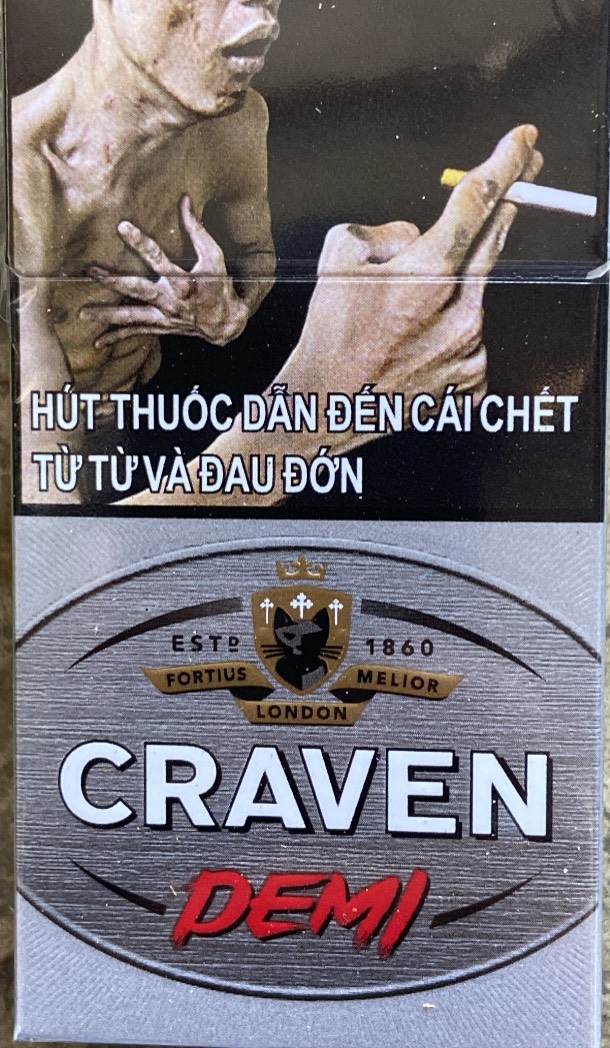 HÚT THUỐC DẪN ĐẾN CÁI CHẾT
TỪ TỪ VÀ ĐAU ĐỚN
ESTD 1860
FORTIUS MELIOR
LONDON
CRAVEN
DEMI